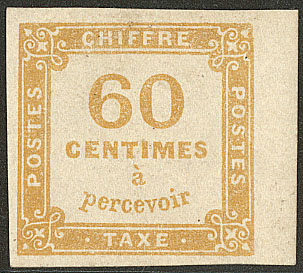 · CHIFFRE ·
POSTES
60
CENTIMES
à
percevoir
POSTES
· TAXE ·